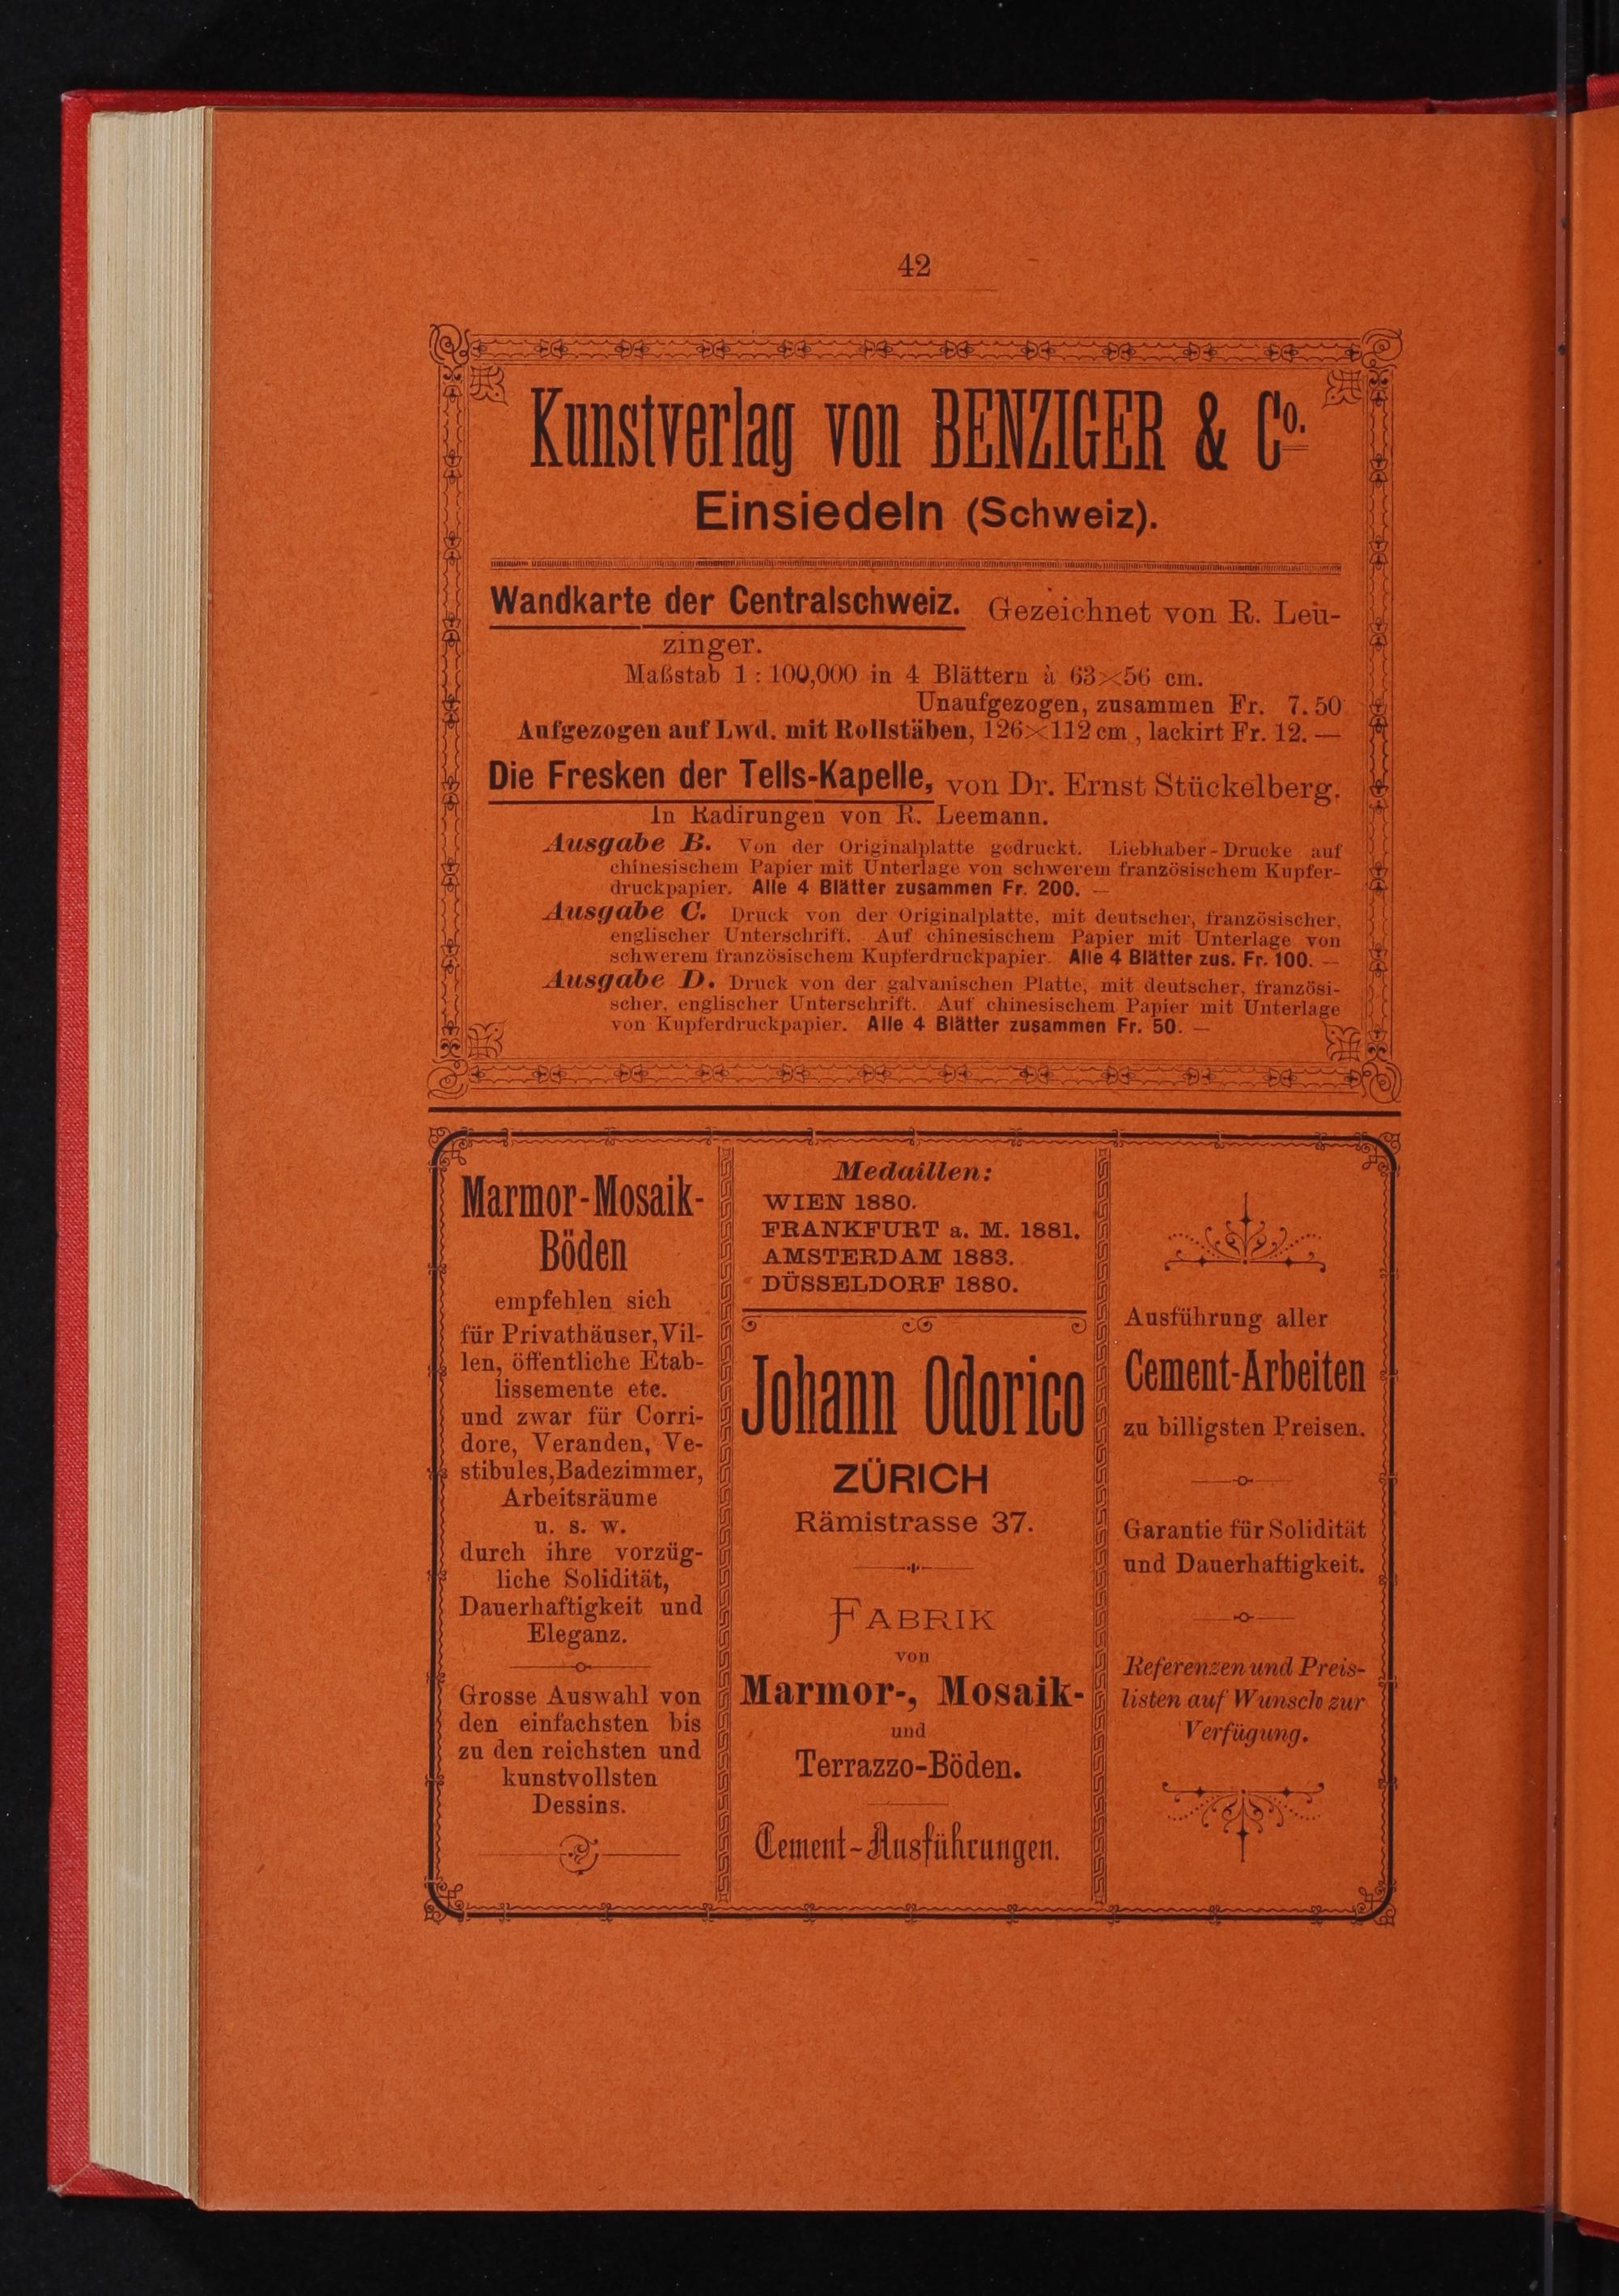 42
Kunstverlag von BENZIGER & Co.
Einsiedeln (Schweiz).
Wandkarte der Centralschweiz. Gezeichnet von R. Leu-
zinger.
Maßstab 1 : 100,000 in 4 Blättern à 63×56 cm.
Unaufgezogen, zusammen Fr. 7.50
Aufgezogen auf Lwd. mit Rollstäben, 126×112 cm, lackirt Fr. 12. —
Die Fresken der Tells-Kapelle, von Dr. Ernst Stückelberg.
In Radirungen von R. Leemann.
Ausgabe B. Von der Originalplatte gedruckt. Liebhaber-Drucke auf
chinesischem Papier mit Unterlage von schwerem französischem Kupfer-
druckpapier. Alle 4 Blätter zusammen Fr. 200. —
Ausgabe C. Druck von der Originalplatte, mit deutscher, französischer,
englischer Unterschrift. Auf chinesischem Papier mit Unterlage von
schwerem französischem Kupferdruckpapier. Alle 4 Blätter zus. Fr. 100. —
Ausgabe D. Druck von der galvanischen Platte, mit deutscher, französi-
scher, englischer Unterschrift. Auf chinesischem Papier mit Unterlage
von Kupferdruckpapier. Alle 4 Blätter zusammen Fr. 50. —
Marmor-Mosaik-
Böden
empfehlen sich
für Privathäuser, Vil-
len, öffentliche Etab-
lissemente etc.
und zwar für Corri-
dore, Veranden, Ve-
stibules, Badezimmer,
Arbeitsräume
u. s. w.
durch ihre vorzüg-
liche Solidität,
Dauerhaftigkeit und
Eleganz.
Grosse Auswahl von
den einfachsten bis
zu den reichsten und
kunstvollsten
Dessins.
Medaillen:
WIEN 1880.
FRANKFURT a. M. 1881.
AMSTERDAM 1883.
DÜSSELDORF 1880.
Johann Odorico
ZÜRICH
Rämistrasse 37.
FABRIK
von
Marmor-, Mosaik-
und
Terrazzo-Böden.
Cement-Ausführungen.
Ausführung aller
Cement-Arbeiten
zu billigsten Preisen.
Garantie für Solidität
und Dauerhaftigkeit.
Referenzen und Preis-
listen auf Wunsch zur
Verfügung.